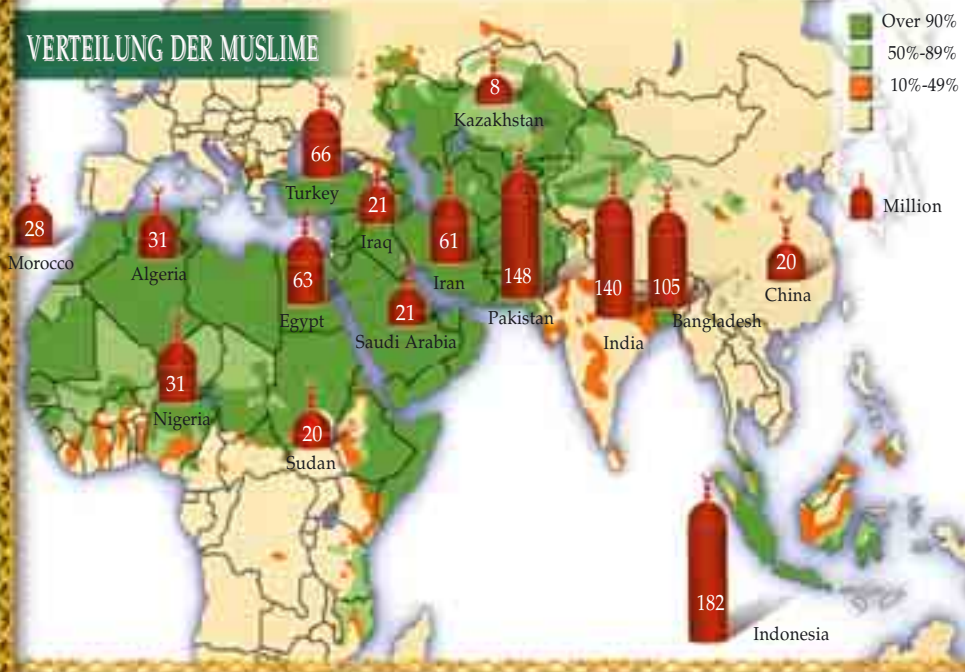 VERTEILUNG DER MUSLIME
Over 90%
50%-89%
10%-49%
Million
8
Kazakhstan
66
Turkey
21
Iraq
61
Iran
148
Pakistan
140
India
105
Bangladesh
20
China
28
Morocco
31
Algeria
63
Egypt
21
Saudi Arabia
31
Nigeria
20
Sudan
182
Indonesia